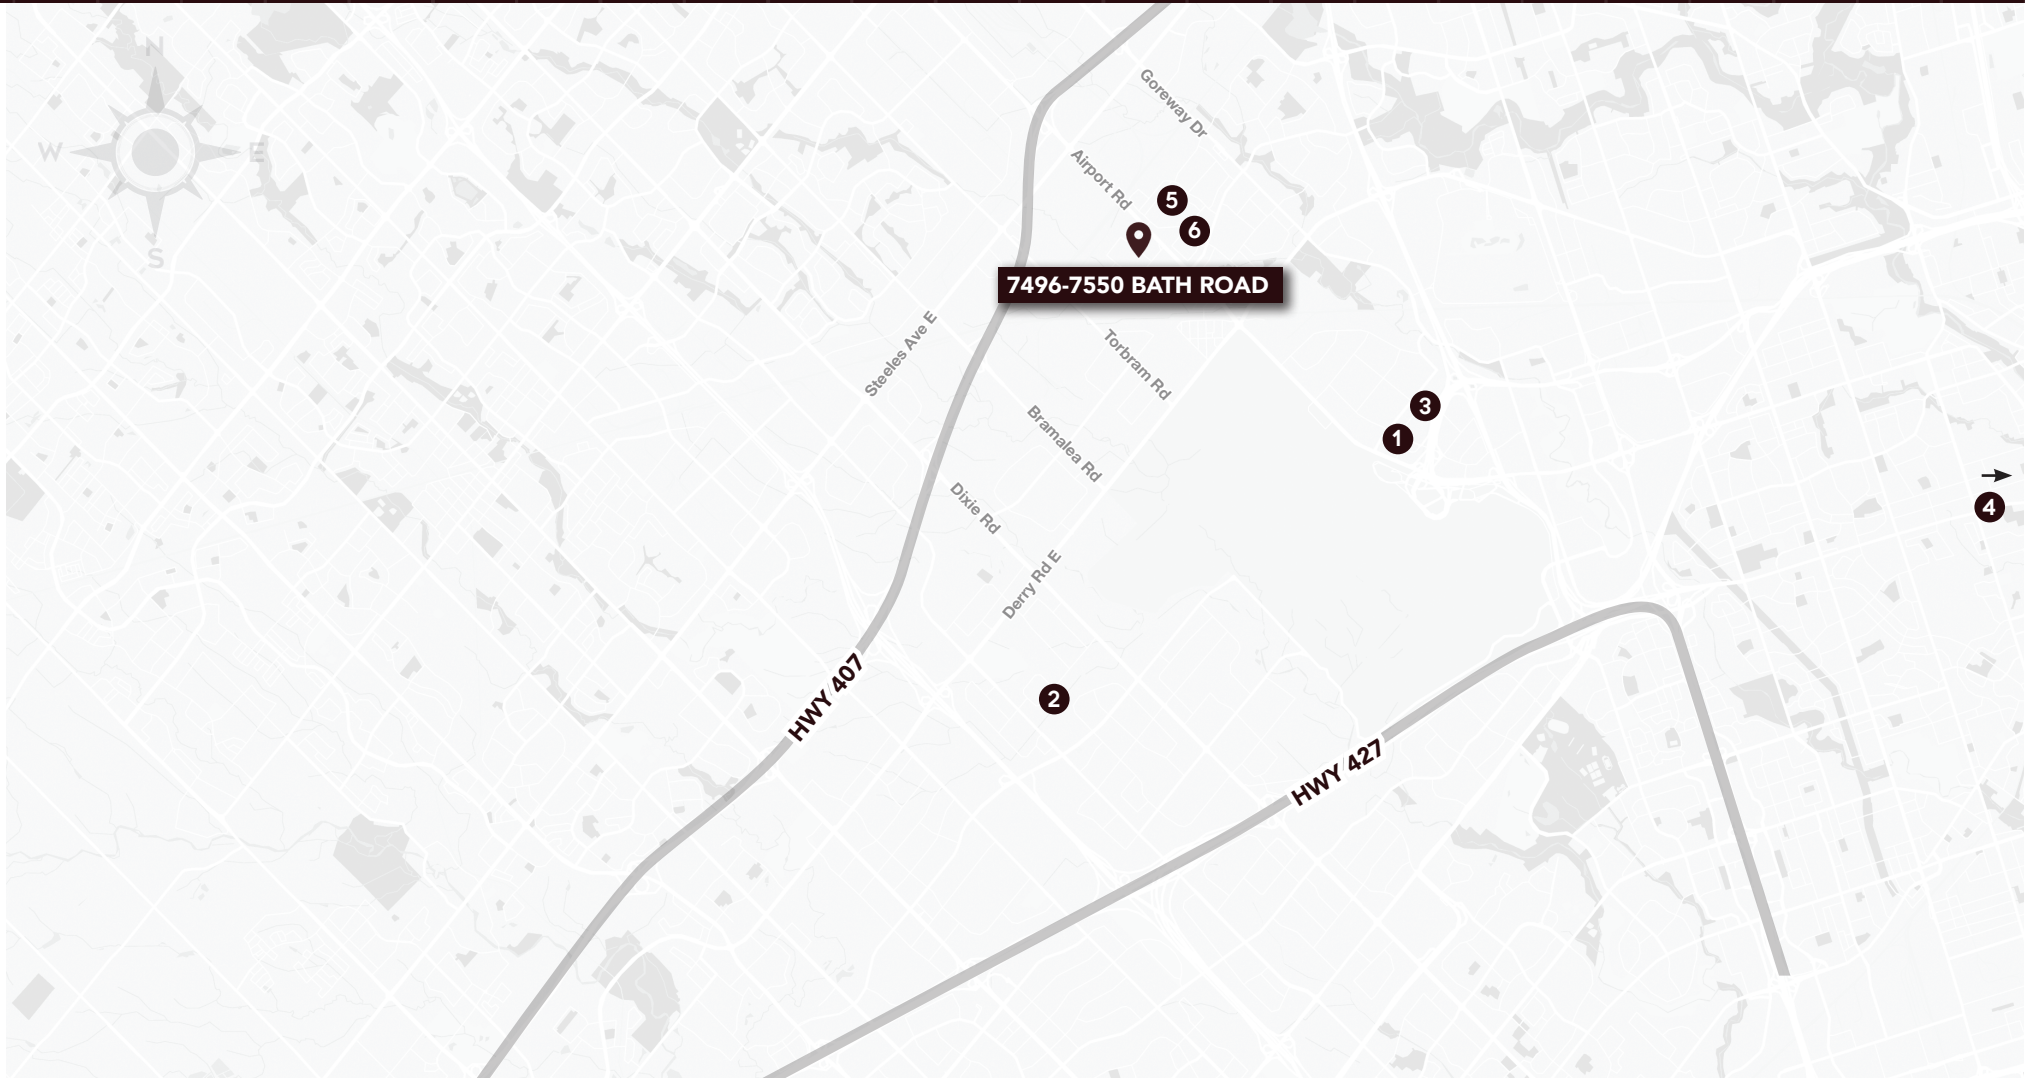 N
W
E
S
Goreway Dr
Airport Rd
5
6
7496-7550 BATH ROAD
Steeles Ave E
Torbram Rd
Bramalea Rd
3
1
Dixie Rd
4
Derry Rd E
HWY 407
2
HWY 427